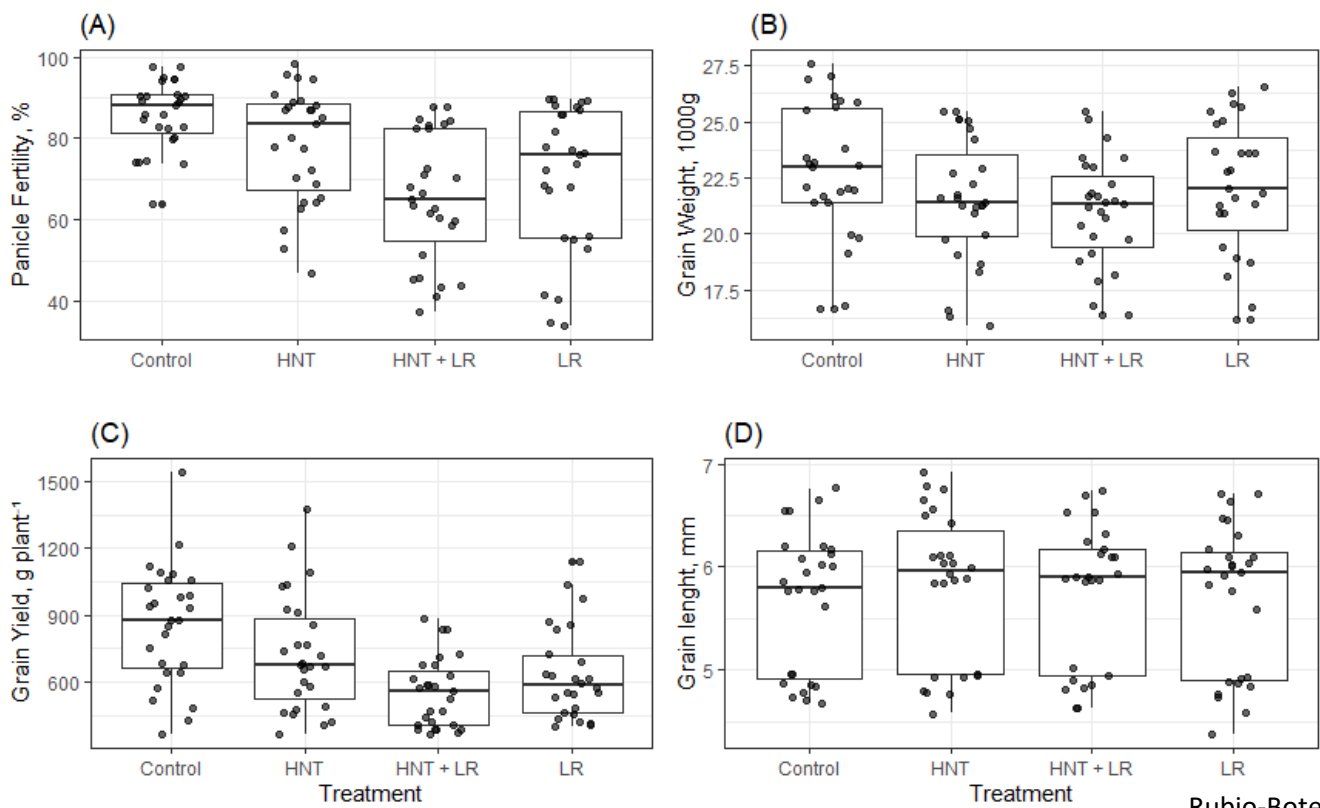 (A)
Panicle Fertility, %
100
80
60
40
Control HNT HNT + LR LR
(B)
Grain Weight, 1000g
27.5
25.0
22.5
20.0
17.5
Control HNT HNT + LR LR
(C)
Grain Yield, g plant⁻¹
1500
1200
900
600
Control HNT HNT + LR LR
Treatment
(D)
Grain lenght, mm
7
6
5
Control HNT HNT + LR LR
Treatment